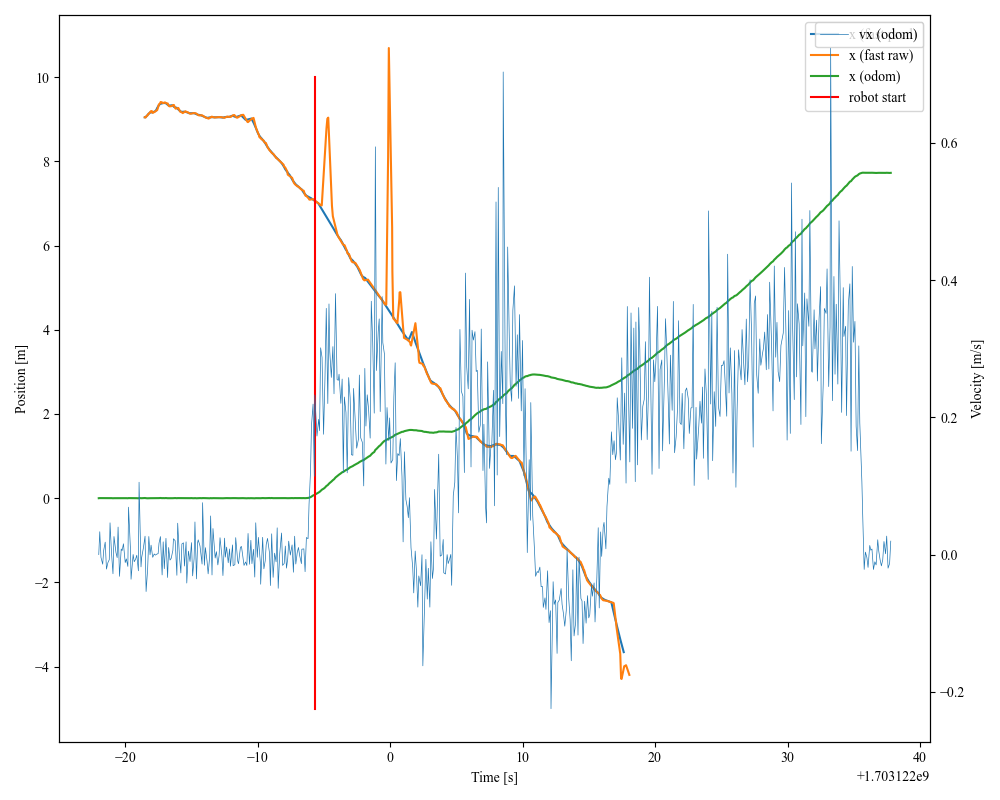 vx (odom)
x (fast raw)
x (odom)
robot start
10
8
6
4
2
0
−2
−4
Position [m]
0.6
0.4
0.2
0.0
−0.2
Velocity [m/s]
−20
−10
0
10
20
30
40
Time [s]
+1.703122e9